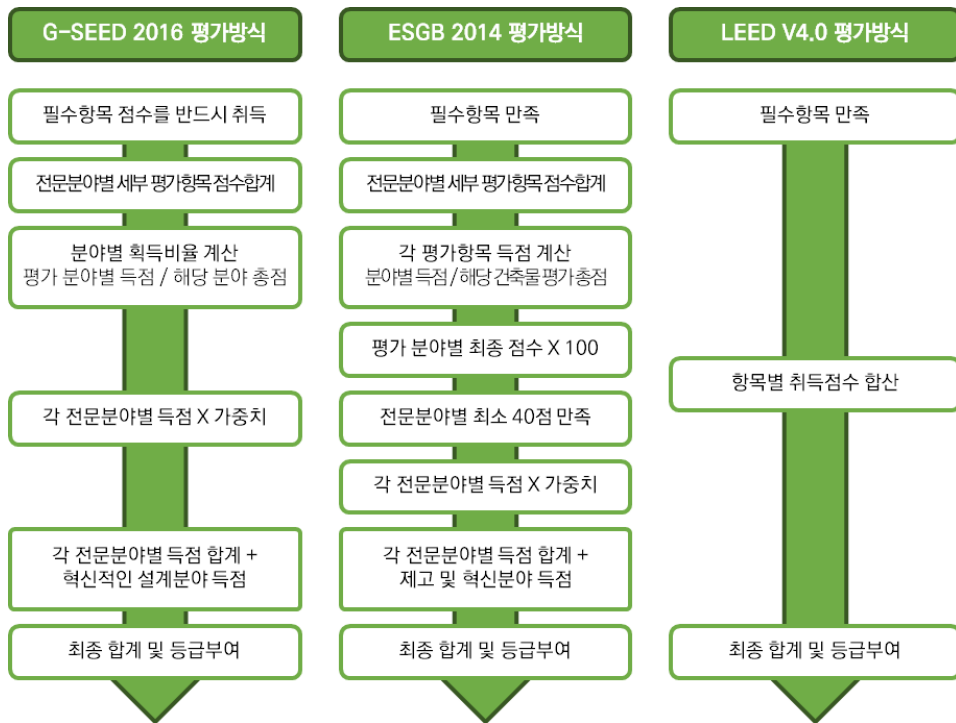 G-SEED 2016 평가방식
필수항목 점수를 반드시 취득
전문분야별 세부 평가항목 점수합계
분야별 획득비율 계산
평가 분야별 득점 / 해당 분야 총점
각 전문분야별 득점 X 가중치
각 전문분야별 득점 합계 +
혁신적인 설계분야 득점
최종 합계 및 등급부여
ESGB 2014 평가방식
필수항목 만족
전문분야별 세부 평가항목 점수합계
각 평가항목 득점 계산
분야별 득점 / 해당 건축물 평가 총점
평가 분야별 최종 점수 X 100
전문분야별 최소 40점 만족
각 전문분야별 득점 X 가중치
각 전문분야별 득점 합계 +
제고 및 혁신분야 득점
최종 합계 및 등급부여
LEED V4.0 평가방식
필수항목 만족
항목별 취득점수 합산
최종 합계 및 등급부여